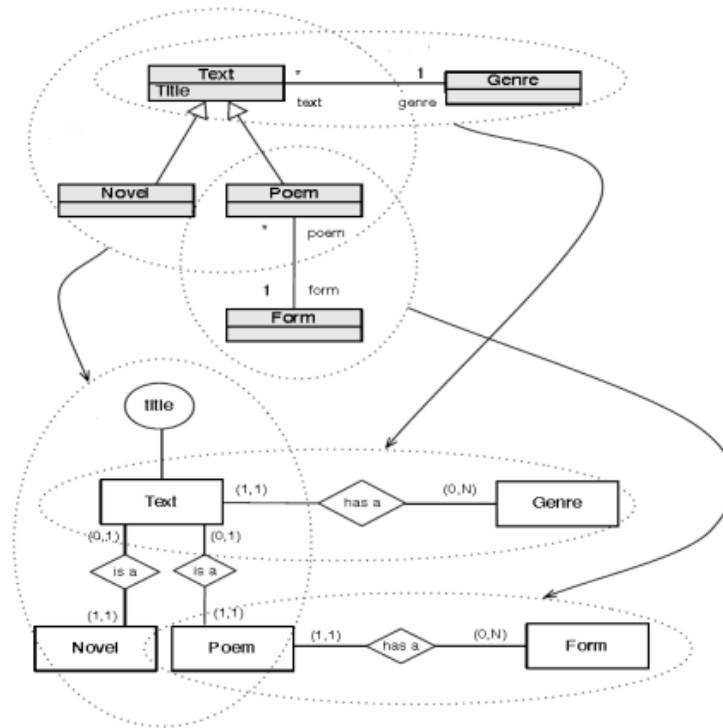 Text * 1 Genre
Title
text genre
Novel Poem
* poem
1 form
Form
title
Text (1,1) has a (0,N) Genre
(0,1) (0,1)
is a is a
(1,1) (1,1)
Novel Poem (1,1) has a (0,N) Form